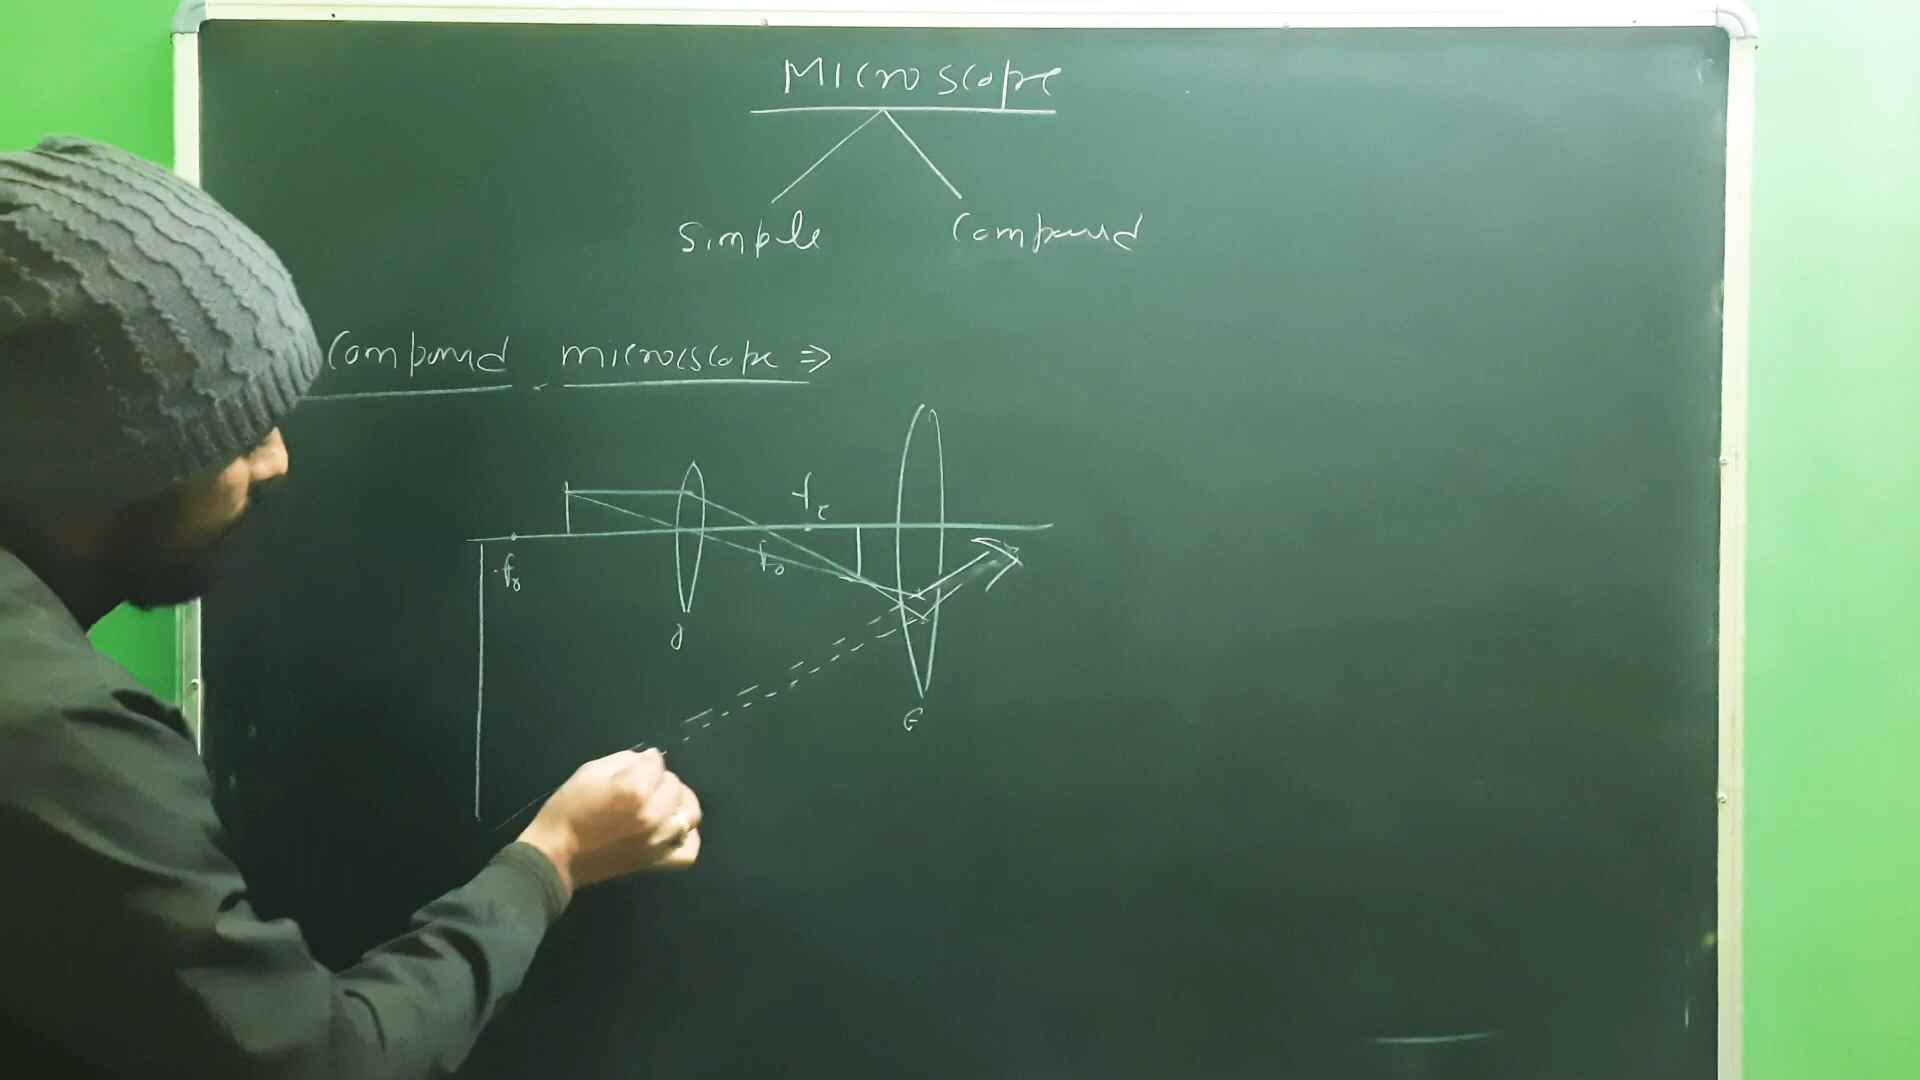 Microscope
Simple Compound
Compound microscope ⇒
fe
fo fo
O
E